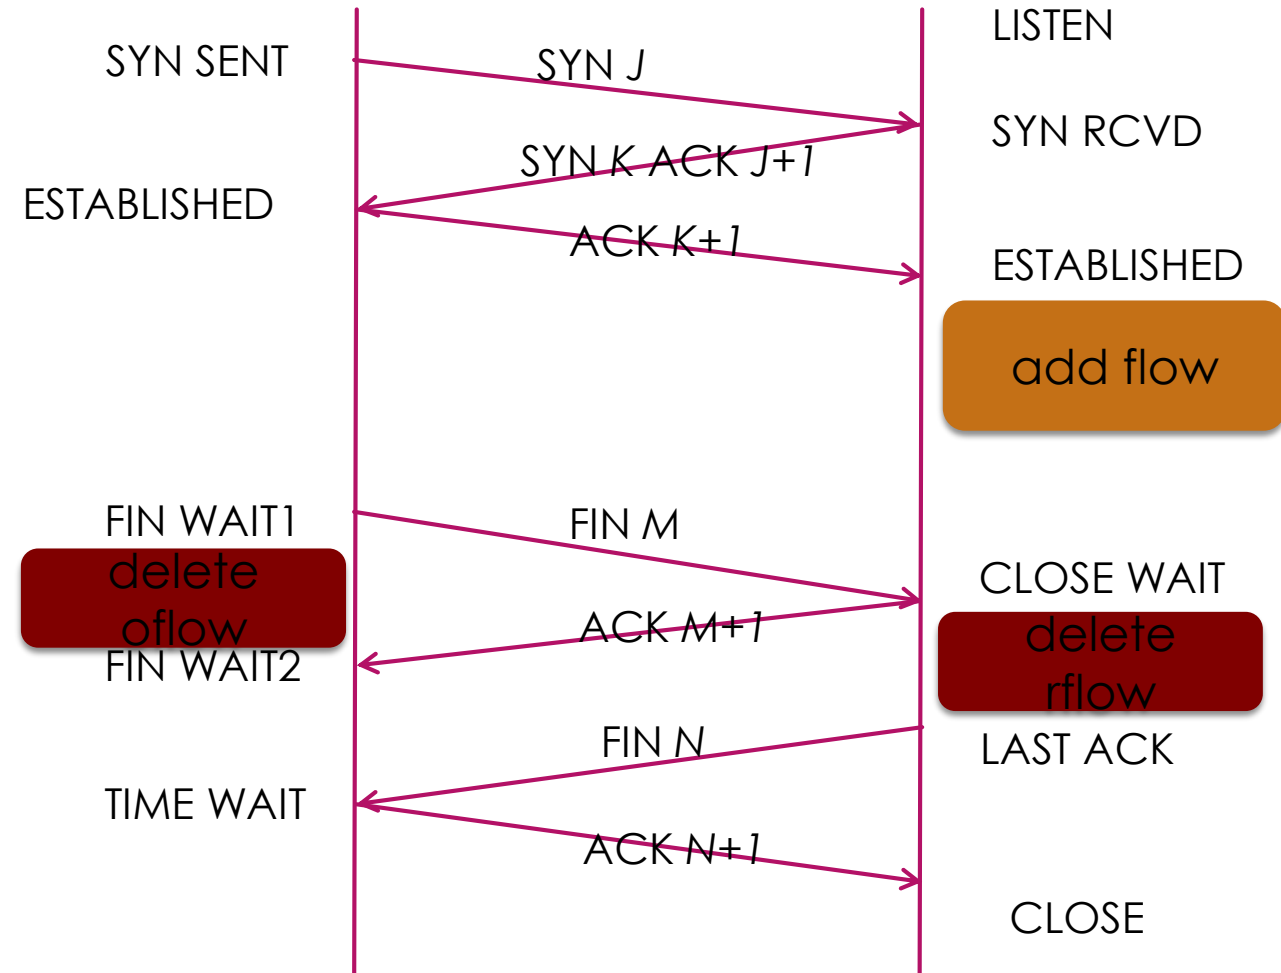 LISTEN
SYN SENT
SYN J
SYN RCVD
SYN K ACK J+1
ESTABLISHED
ACK K+1
ESTABLISHED
add flow
FIN WAIT1
FIN M
delete
oflow
CLOSE WAIT
ACK M+1
delete
rflow
FIN WAIT2
FIN N
LAST ACK
TIME WAIT
ACK N+1
CLOSE